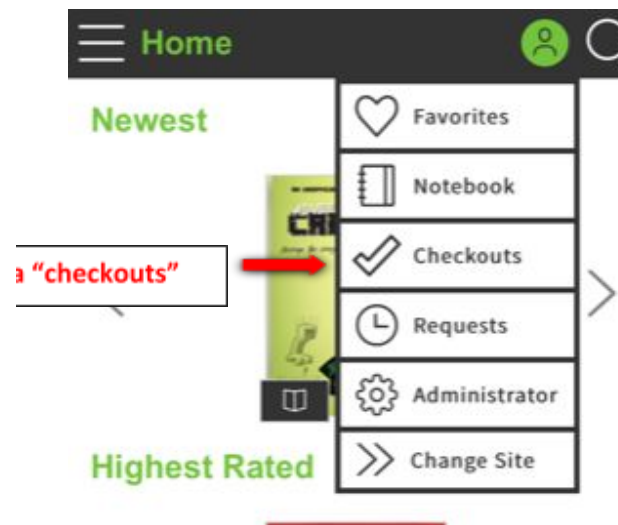 Home
Newest
Favorites
Notebook
a “checkouts”
Checkouts
Requests
Administrator
Highest Rated
Change Site